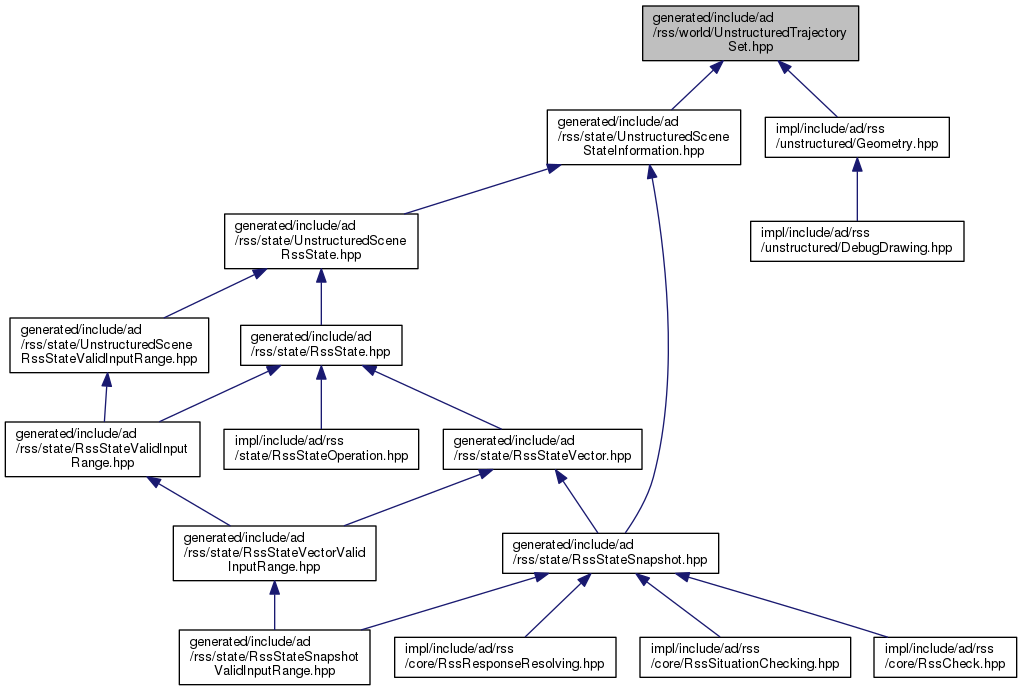 generated/include/ad
/rss/world/UnstructuredTrajectory
Set.hpp
generated/include/ad
/rss/state/UnstructuredScene
StateInformation.hpp
impl/include/ad/rss
/unstructured/Geometry.hpp
generated/include/ad
/rss/state/UnstructuredScene
RssState.hpp
impl/include/ad/rss
/unstructured/DebugDrawing.hpp
generated/include/ad
/rss/state/UnstructuredScene
RssStateValidInputRange.hpp
generated/include/ad
/rss/state/RssState.hpp
generated/include/ad
/rss/state/RssStateValidInput
Range.hpp
impl/include/ad/rss
/state/RssStateOperation.hpp
generated/include/ad
/rss/state/RssStateVector.hpp
generated/include/ad
/rss/state/RssStateVectorValid
InputRange.hpp
generated/include/ad
/rss/state/RssStateSnapshot.hpp
generated/include/ad
/rss/state/RssStateSnapshot
ValidInputRange.hpp
impl/include/ad/rss
/core/RssResponseResolving.hpp
impl/include/ad/rss
/core/RssSituationChecking.hpp
impl/include/ad/rss
/core/RssCheck.hpp